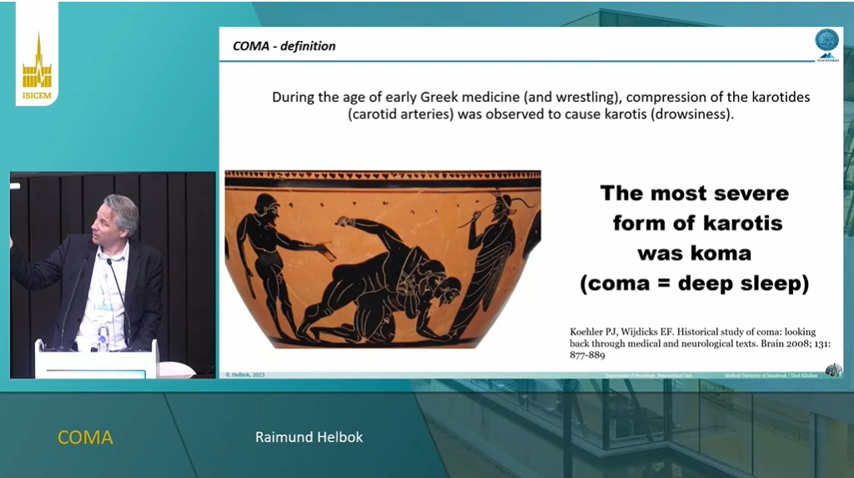 ISICEM
COMA - definition
During the age of early Greek medicine (and wrestling), compression of the karotides
(carotid arteries) was observed to cause karotis (drowsiness).
The most severe
form of karotis
was koma
(coma = deep sleep)
Koehler PJ, Wijdicks EF. Historical study of coma: looking
back through medical and neurological texts. Brain 2008; 131:
877-889
R. Helbok, 2023
Department of Neurology, Neurocritical Care
Medical University of Innsbruck / Tirol Kliniken
COMA
Raimund Helbok